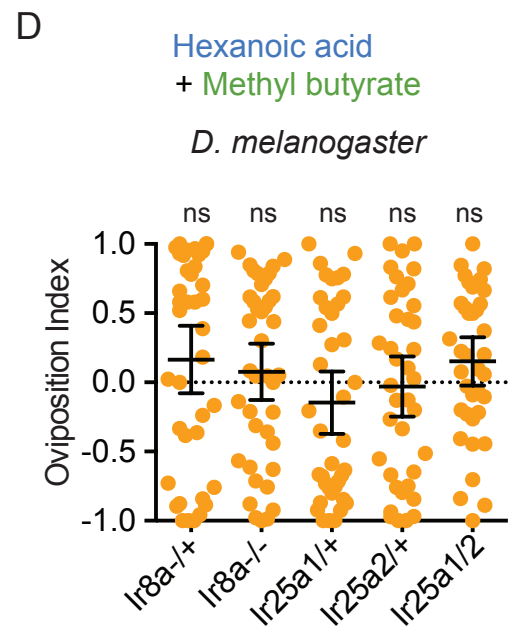 D
Hexanoic acid
+ Methyl butyrate
D. melanogaster
ns ns ns ns ns
Oviposition Index
1.0
0.5
0.0
-0.5
-1.0
Ir8a-/+
Ir8a-/-
Ir25a1/+
Ir25a2/+
Ir25a1/2